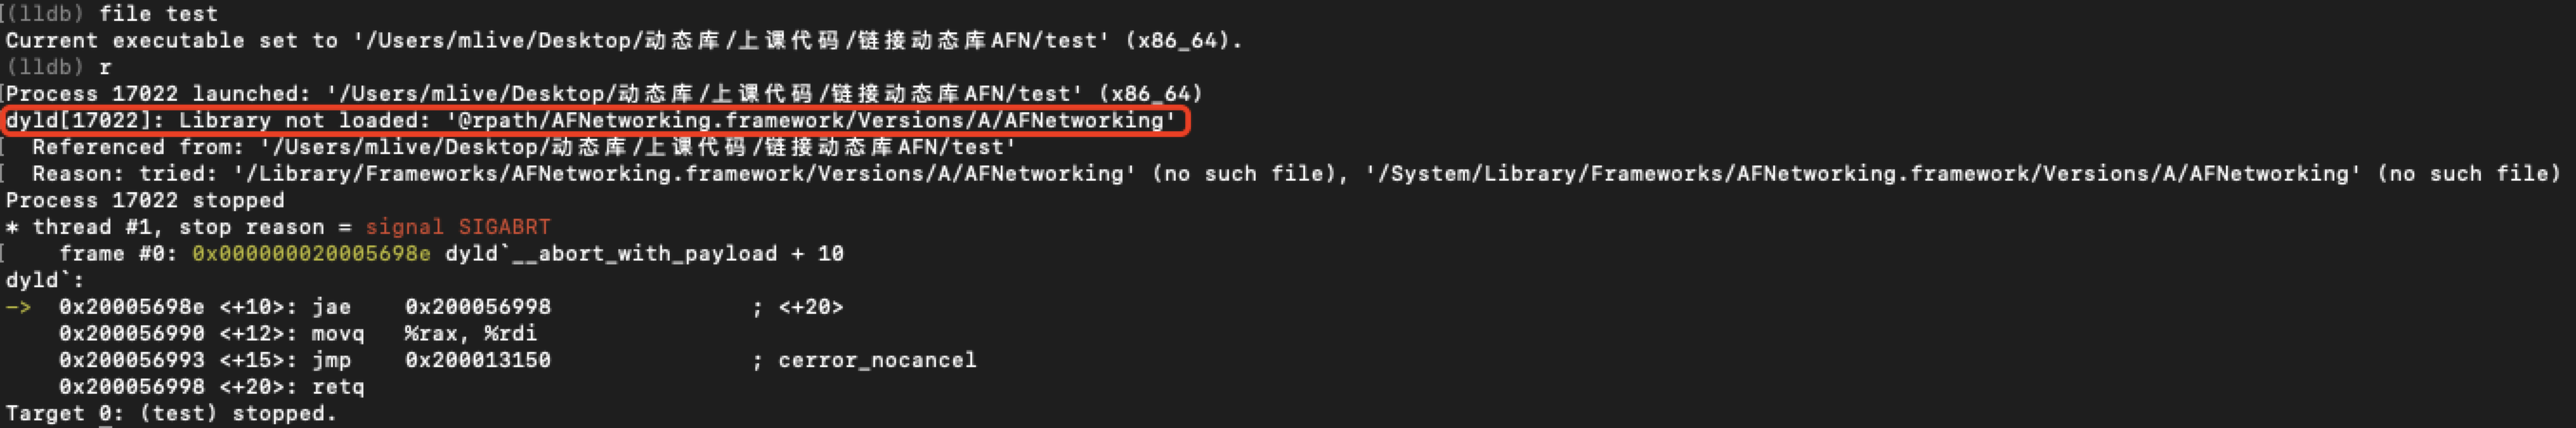 (lldb) file test
Current executable set to '/Users/mlive/Desktop/动态库/上课代码/链接动态库AFN/test' (x86_64).
(lldb) r
Process 17022 launched: '/Users/mlive/Desktop/动态库/上课代码/链接动态库AFN/test' (x86_64)
dyld[17022]: Library not loaded: '@rpath/AFNetworking.framework/Versions/A/AFNetworking'
  Referenced from: '/Users/mlive/Desktop/动态库/上课代码/链接动态库AFN/test'
  Reason: tried: '/Library/Frameworks/AFNetworking.framework/Versions/A/AFNetworking' (no such file), '/System/Library/Frameworks/AFNetworking.framework/Versions/A/AFNetworking' (no such file)
Process 17022 stopped
* thread #1, stop reason = signal SIGABRT
    frame #0: 0x000000020005698e dyld`__abort_with_payload + 10
dyld`:
->  0x20005698e <+10>: jae    0x200056998               ; <+20>
    0x200056990 <+12>: movq   %rax, %rdi
    0x200056993 <+15>: jmp    0x200013150               ; cerror_nocancel
    0x200056998 <+20>: retq
Target 0: (test) stopped.